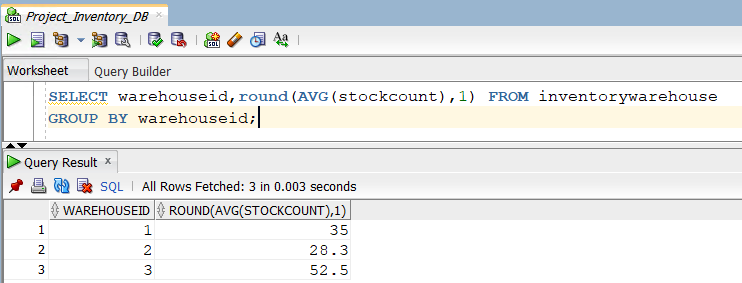 Project_Inventory_DB
SQL
Worksheet Query Builder
SELECT warehouseid,round(AVG(stockcount),1) FROM inventorywarehouse
GROUP BY warehouseid;
Query Result x
SQL | All Rows Fetched: 3 in 0.003 seconds
WAREHOUSEID ROUND(AVG(STOCKCOUNT),1)
1 1 35
2 2 28.3
3 3 52.5